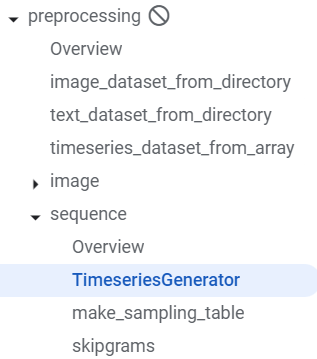 preprocessing
Overview
image_dataset_from_directory
text_dataset_from_directory
timeseries_dataset_from_array
image
sequence
Overview
TimeseriesGenerator
make_sampling_table
skipgrams